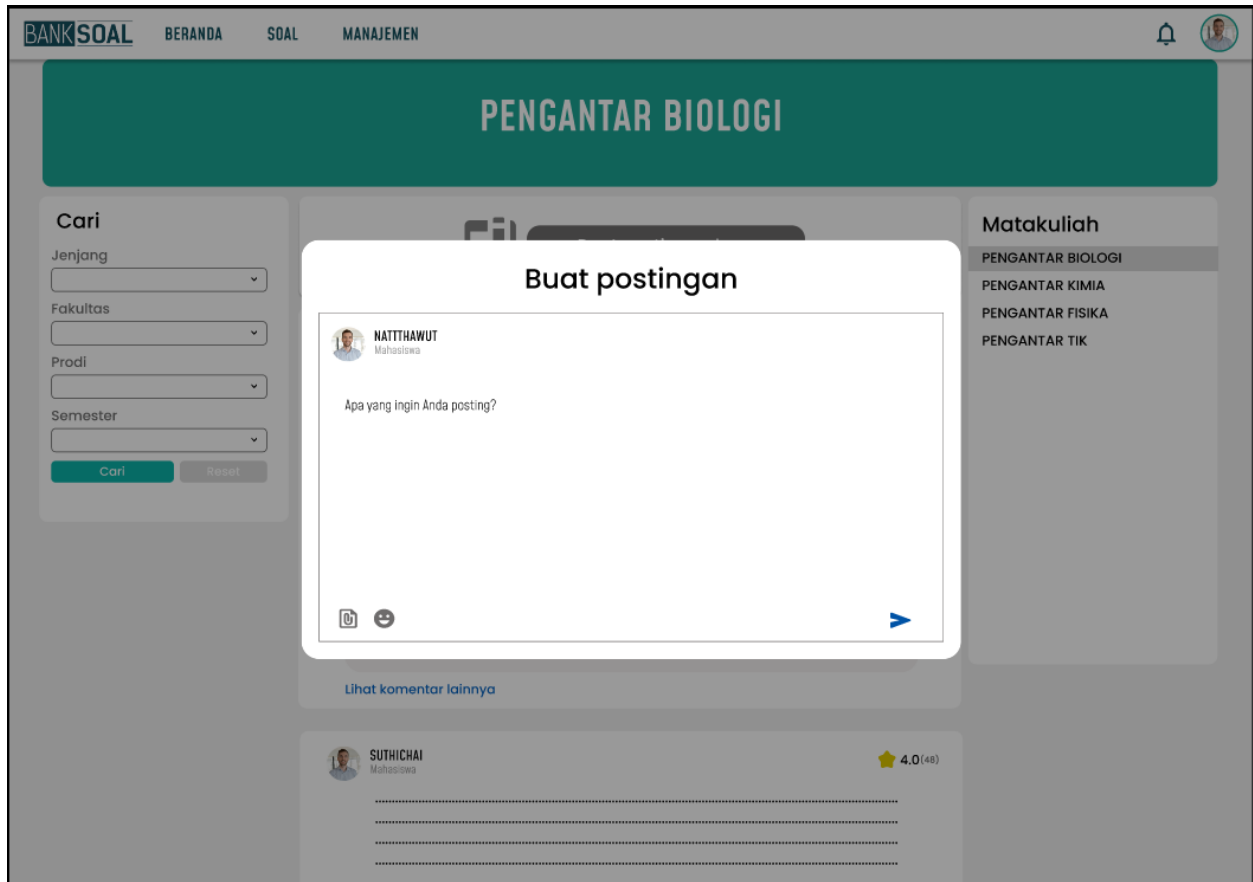 BANKSOAL BERANDA SOAL MANAJEMEN
PENGANTAR BIOLOGI
Cari
Jenjang
Fakultas
Prodi
Semester
Cari Reset
Buat postingan
NATTTHAWUT
Mahasiswa
Apa yang ingin Anda posting?
Lihat komentar lainnya
SUTHICHAI
Mahasiswa
4.0(48)
Matakuliah
PENGANTAR BIOLOGI
PENGANTAR KIMIA
PENGANTAR FISIKA
PENGANTAR TIK